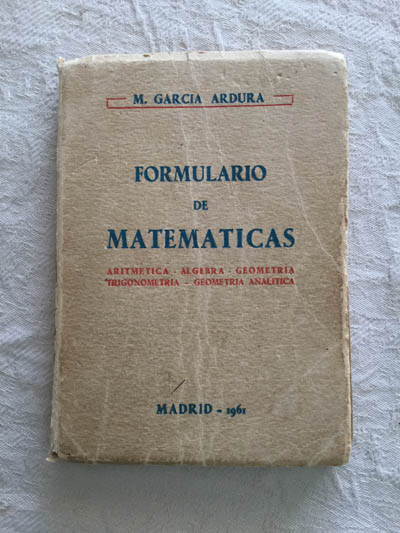 M. GARCIA ARDURA
FORMULARIO
DE
MATEMATICAS
ARITMETICA - ALGEBRA - GEOMETRIA
TRIGONOMETRIA - GEOMETRIA ANALITICA
MADRID - 1961